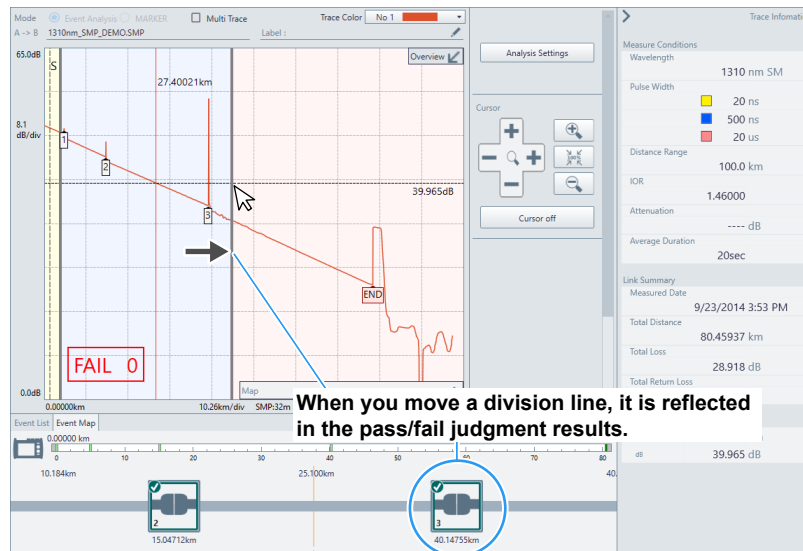 Mode Event Analysis MARKER Multi Trace Trace Color No 1
A -> B 1310nm_SMP_DEMO.SMP Label :
65.0dB
S
Overview
27.40021km
8.1
dB/div
1
2
3
39.965dB
END
FAIL 0
0.0dB
Map
0.00000km 10.26km/div SMP:32m
Analysis Settings
Cursor
100%
Cursor off
Trace Infomati
Measure Conditions
Wavelength
1310 nm SM
Pulse Width
20 ns
500 ns
20 us
Distance Range
100.0 km
IOR
1.46000
Attenuation
---- dB
Average Duration
20sec
Link Summary
Measured Date
9/23/2014 3:53 PM
Total Distance
80.45937 km
Total Loss
28.918 dB
Total Return Loss
dB 39.965 dB
When you move a division line, it is reflected
in the pass/fail judgment results.
Event List Event Map
0.00000 km
0 10 20 30 40 50 60 70 80
10.184km 25.100km 40.
2
15.04712km
3
40.14755km